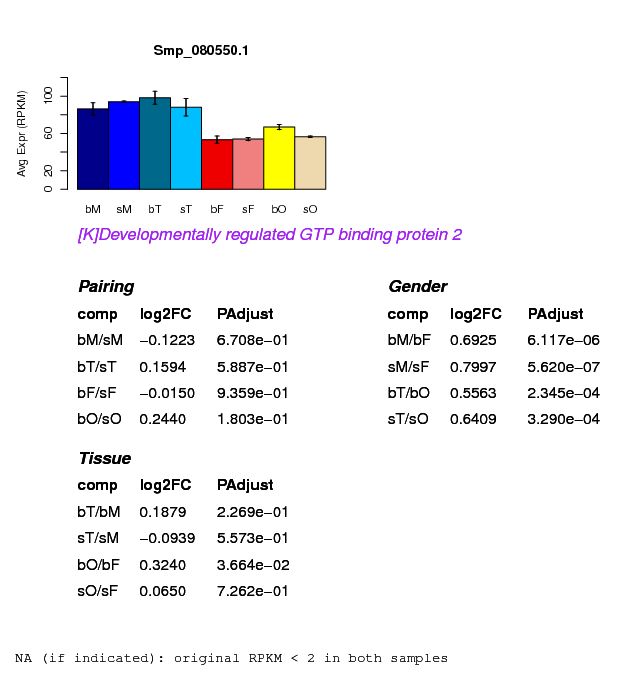 Smp_080550.1
Avg Expr (RPKM)
100
60
20
0
bM sM bT sT bF sF bO sO
[K]Developmentally regulated GTP binding protein 2
Pairing
comp log2FC PAdjust
bM/sM −0.1223 6.708e−01
bT/sT 0.1594 5.887e−01
bF/sF −0.0150 9.359e−01
bO/sO 0.2440 1.803e−01
Gender
comp log2FC PAdjust
bM/bF 0.6925 6.117e−06
sM/sF 0.7997 5.620e−07
bT/bO 0.5563 2.345e−04
sT/sO 0.6409 3.290e−04
Tissue
comp log2FC PAdjust
bT/bM 0.1879 2.269e−01
sT/sM −0.0939 5.573e−01
bO/bF 0.3240 3.664e−02
sO/sF 0.0650 7.262e−01
NA (if indicated): original RPKM < 2 in both samples